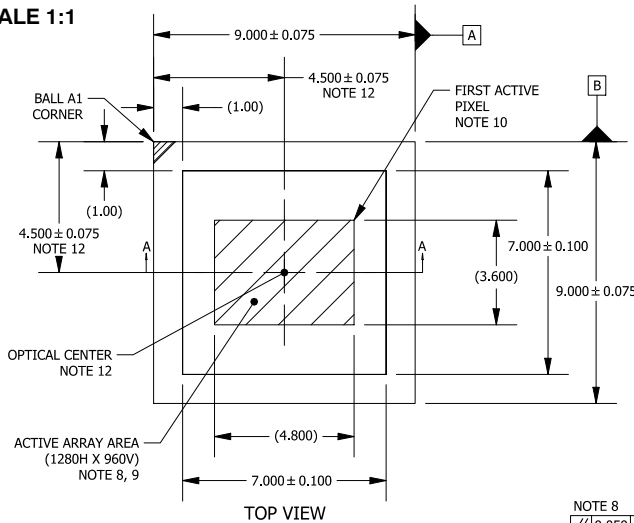 ALE 1:1
9.000 ± 0.075
A
4.500 ± 0.075
NOTE 12
B
BALL A1
CORNER
(1.00)
FIRST ACTIVE
PIXEL
NOTE 10
(1.00)
4.500 ± 0.075
NOTE 12
A
A
7.000 ± 0.100
(3.600)
9.000 ± 0.075
OPTICAL CENTER
NOTE 12
ACTIVE ARRAY AREA
(1280H X 960V)
NOTE 8, 9
(4.800)
7.000 ± 0.100
TOP VIEW
NOTE 8